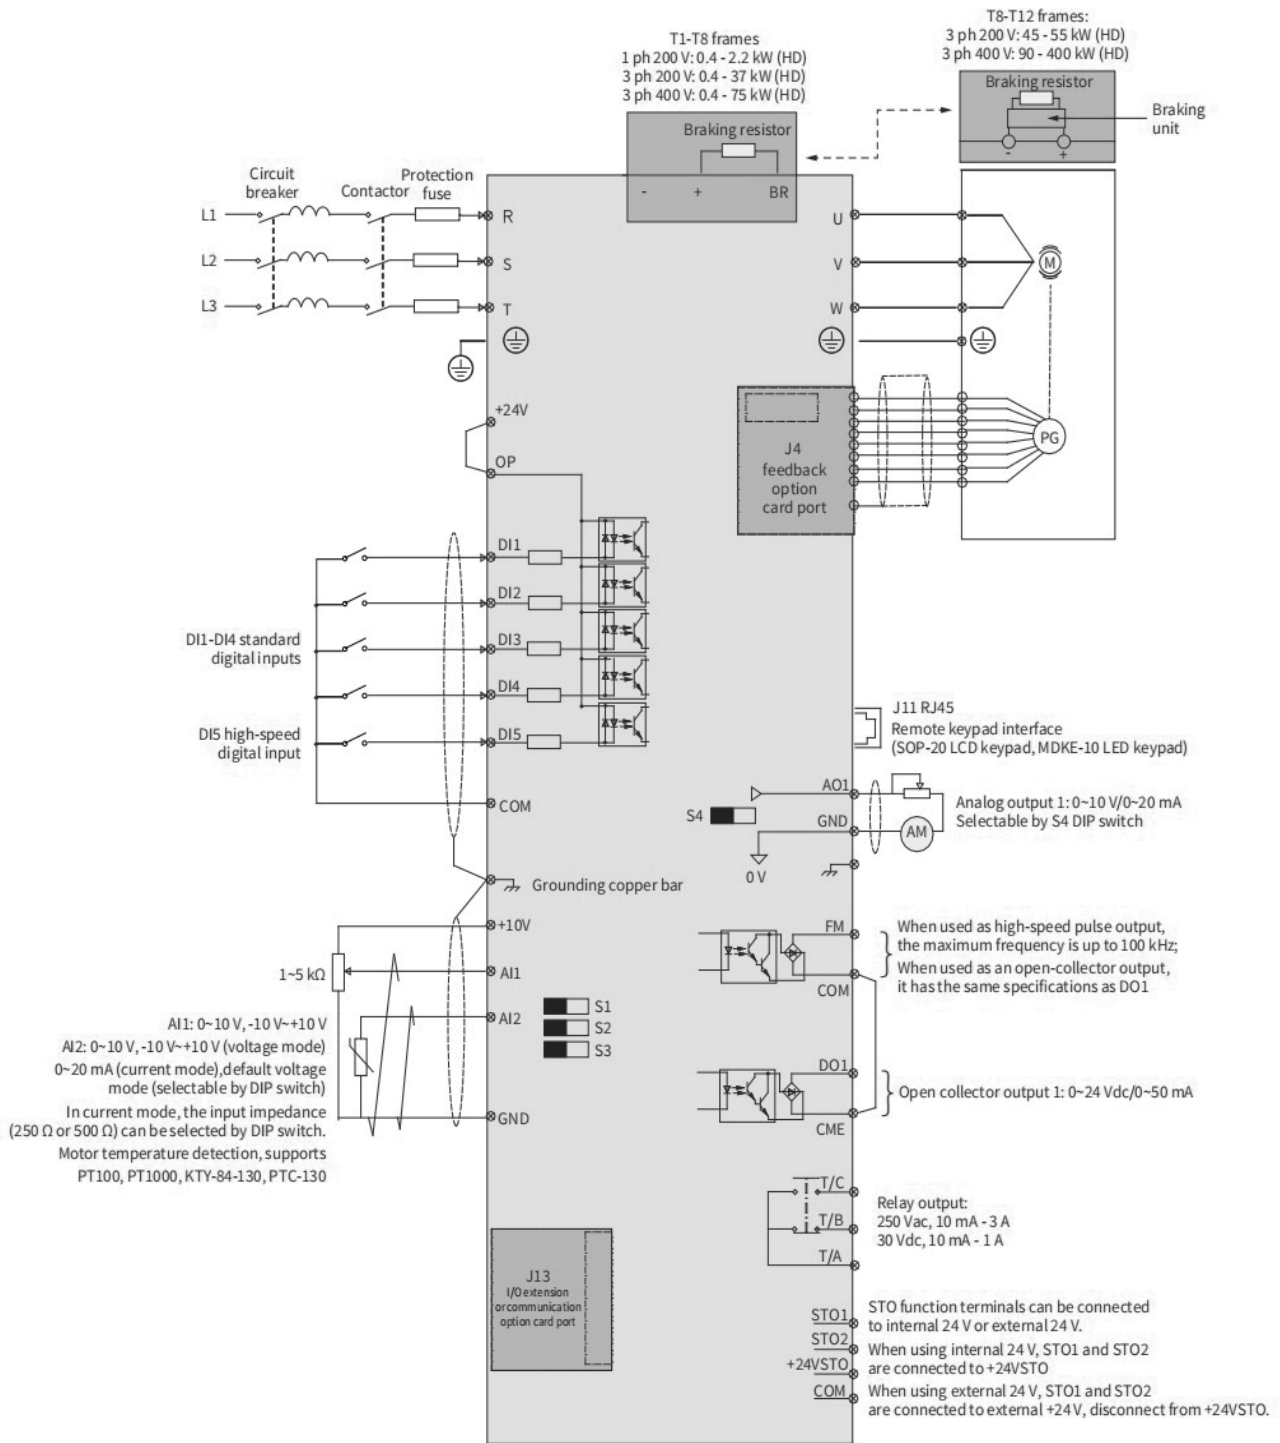 T8-T12 frames:
3 ph 200 V: 45 - 55 kW (HD)
3 ph 400 V: 90 - 400 kW (HD)
T1-T8 frames
1 ph 200 V: 0.4 - 2.2 kW (HD)
3 ph 200 V: 0.4 - 37 kW (HD)
3 ph 400 V: 0.4 - 75 kW (HD)
Braking resistor
- +
Braking
unit
Braking resistor
- + BR
Circuit
breaker
Contactor
Protection
fuse
L1
R
L2
S
L3
T
U
V
W
M
+24V
OP
J4
feedback
option
card port
PG
DI1
DI2
DI3
DI4
DI5
DI1-DI4 standard
digital inputs
DI5 high-speed
digital input
COM
J11 RJ45
Remote keypad interface
(SOP-20 LCD keypad, MDKE-10 LED keypad)
AO1
S4
GND
0 V
AM
Analog output 1: 0~10 V/0~20 mA
Selectable by S4 DIP switch
Grounding copper bar
+10V
1~5 kΩ
AI1
AI2
S1
S2
S3
GND
AI1: 0~10 V, -10 V~+10 V
AI2: 0~10 V, -10 V~+10 V (voltage mode)
0~20 mA (current mode),default voltage
mode (selectable by DIP switch)
In current mode, the input impedance
(250 Ω or 500 Ω) can be selected by DIP switch.
Motor temperature detection, supports
PT100, PT1000, KTY-84-130, PTC-130
FM
COM
When used as high-speed pulse output,
the maximum frequency is up to 100 kHz;
When used as an open-collector output,
it has the same specifications as DO1
DO1
CME
Open collector output 1: 0~24 Vdc/0~50 mA
T/C
T/B
T/A
Relay output:
250 Vac, 10 mA - 3 A
30 Vdc, 10 mA - 1 A
J13
I/O extension
or communication
option card port
STO1
STO2
+24VSTO
COM
STO function terminals can be connected
to internal 24 V or external 24 V.
When using internal 24 V, STO1 and STO2
are connected to +24VSTO
When using external 24 V, STO1 and STO2
are connected to external +24 V, disconnect from +24VSTO.